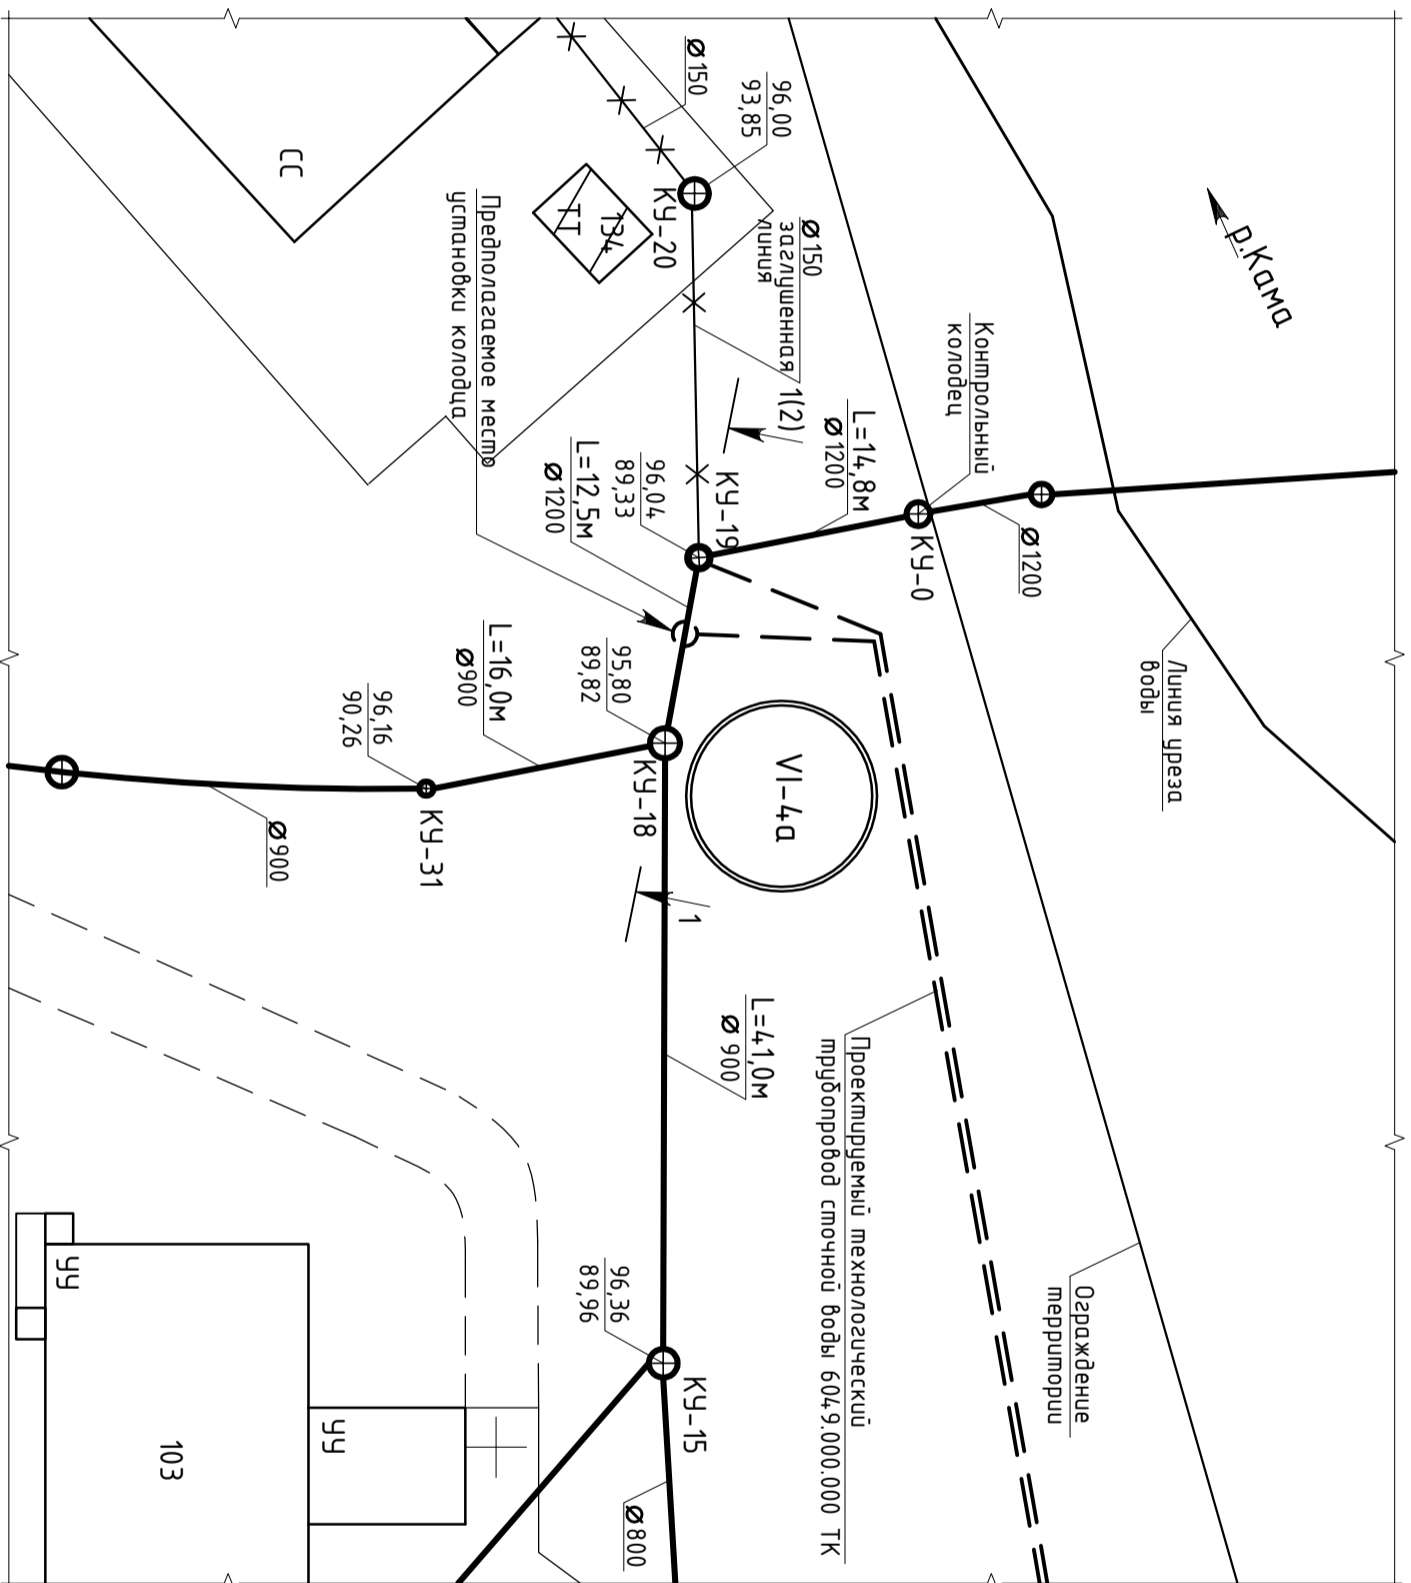 р.Кама
Линия уреза
воды
Контрольный
колодец
Ограждение
территории
Ø1200
КУ-0
L=14,8м
Ø1200
Ø150
заглушенная
линия
1(2)
96,00
93,85
Ø150
КУ-20
134
ТТ
СС
Предполагаемое место
установки колодца
КУ-19
96,04
89,33
L=12,5м
Ø1200
95,80
89,82
КУ-18
VI-4а
1
L=16,0м
Ø900
96,16
90,26
КУ-31
Ø900
L=41,0м
Ø 900
Проектируемый технологический
трубопровод сточной воды 6049.000.000 ТК
96,36
89,96
КУ-15
Ø800
УУ
УУ
103